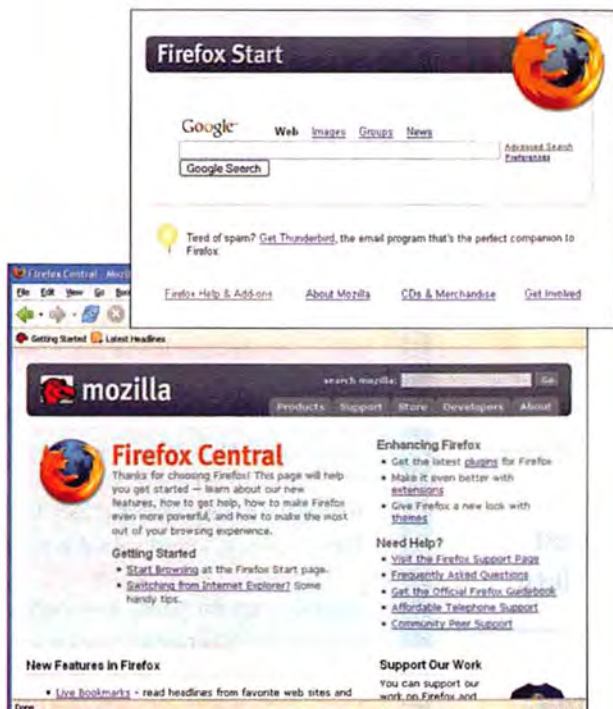 Firefox Start
Google
Web Images Groups News
Advanced Search
Preferences
Google Search
Tired of spam? Get Thunderbird, the email program that's the perfect companion to
Firefox.
Firefox Help & Add-ons About Mozilla CDs & Merchandise Get Involved
Firefox Central - Mozil
File Edit View Go Book
Getting Started Latest Headlines
mozilla
search mozilla: Go
Products Support Store Developers About
Firefox Central
Thanks for choosing Firefox! This page will help
you get started — learn about our new
features, how to get help, how to make Firefox
even more powerful, and how to make the most
out of your browsing experience.
Getting Started
• Start Browsing at the Firefox Start page.
• Switching from Internet Explorer? Some
handy tips.
Enhancing Firefox
• Get the latest plugins for Firefox
• Make it even better with
extensions
• Give Firefox a new look with
themes
Need Help?
• Visit the Firefox Support Page
• Frequently Asked Questions
• Get the Official Firefox Guidebook
• Affordable Telephone Support
• Community Peer Support
New Features in Firefox
• Live Bookmarks - read headlines from favorite web sites and
Support Our Work
You can support our
work on Firefox and
Done